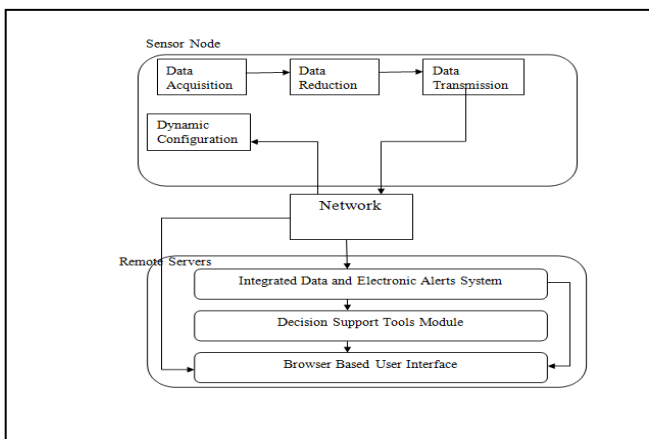 Sensor Node
Data
Acquisition
Data
Reduction
Data
Transmission
Dynamic
Configuration
Network
Remote Servers
Integrated Data and Electronic Alerts System
Decision Support Tools Module
Browser Based User Interface